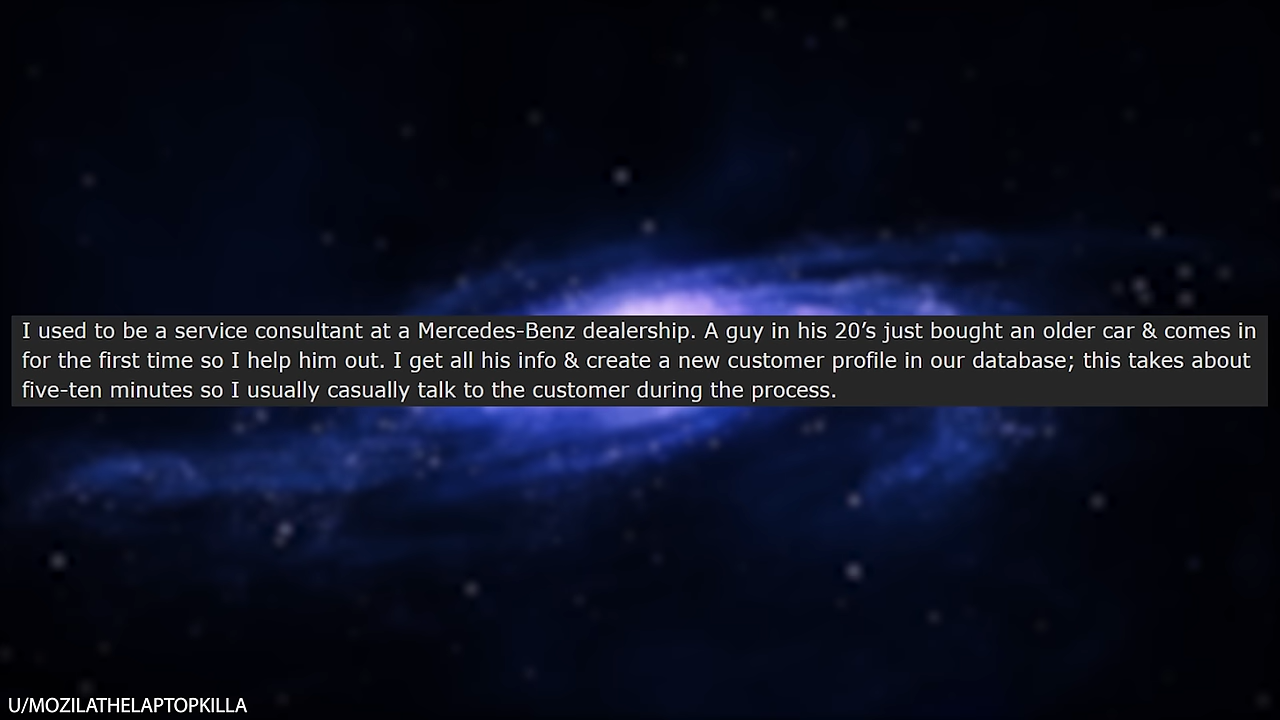 I used to be a service consultant at a Mercedes-Benz dealership. A guy in his 20’s just bought an older car & comes in
for the first time so I help him out. I get all his info & create a new customer profile in our database; this takes about
five-ten minutes so I usually casually talk to the customer during the process.
U/MOZILATHELAPTOPKILLA